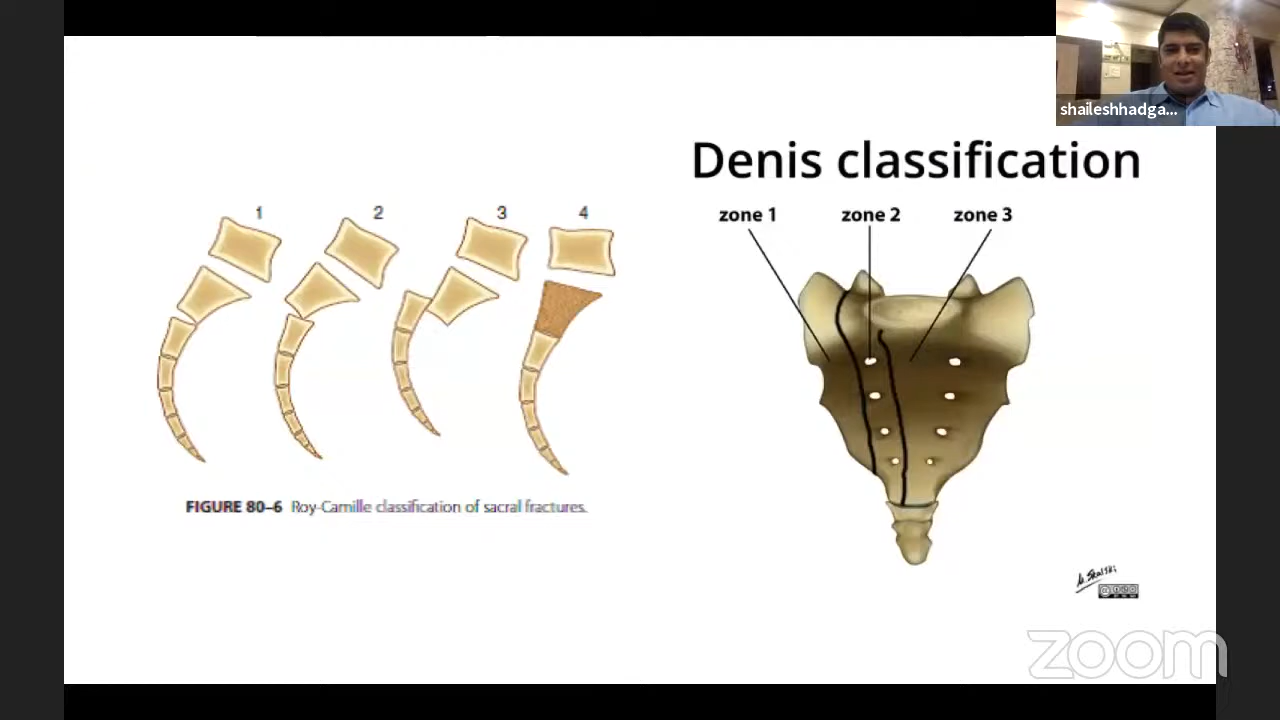 shaileshhadga...
Denis classification
zone 1 zone 2 zone 3
1 2 3 4
FIGURE 80–6 Roy-Camille classification of sacral fractures.
zoom